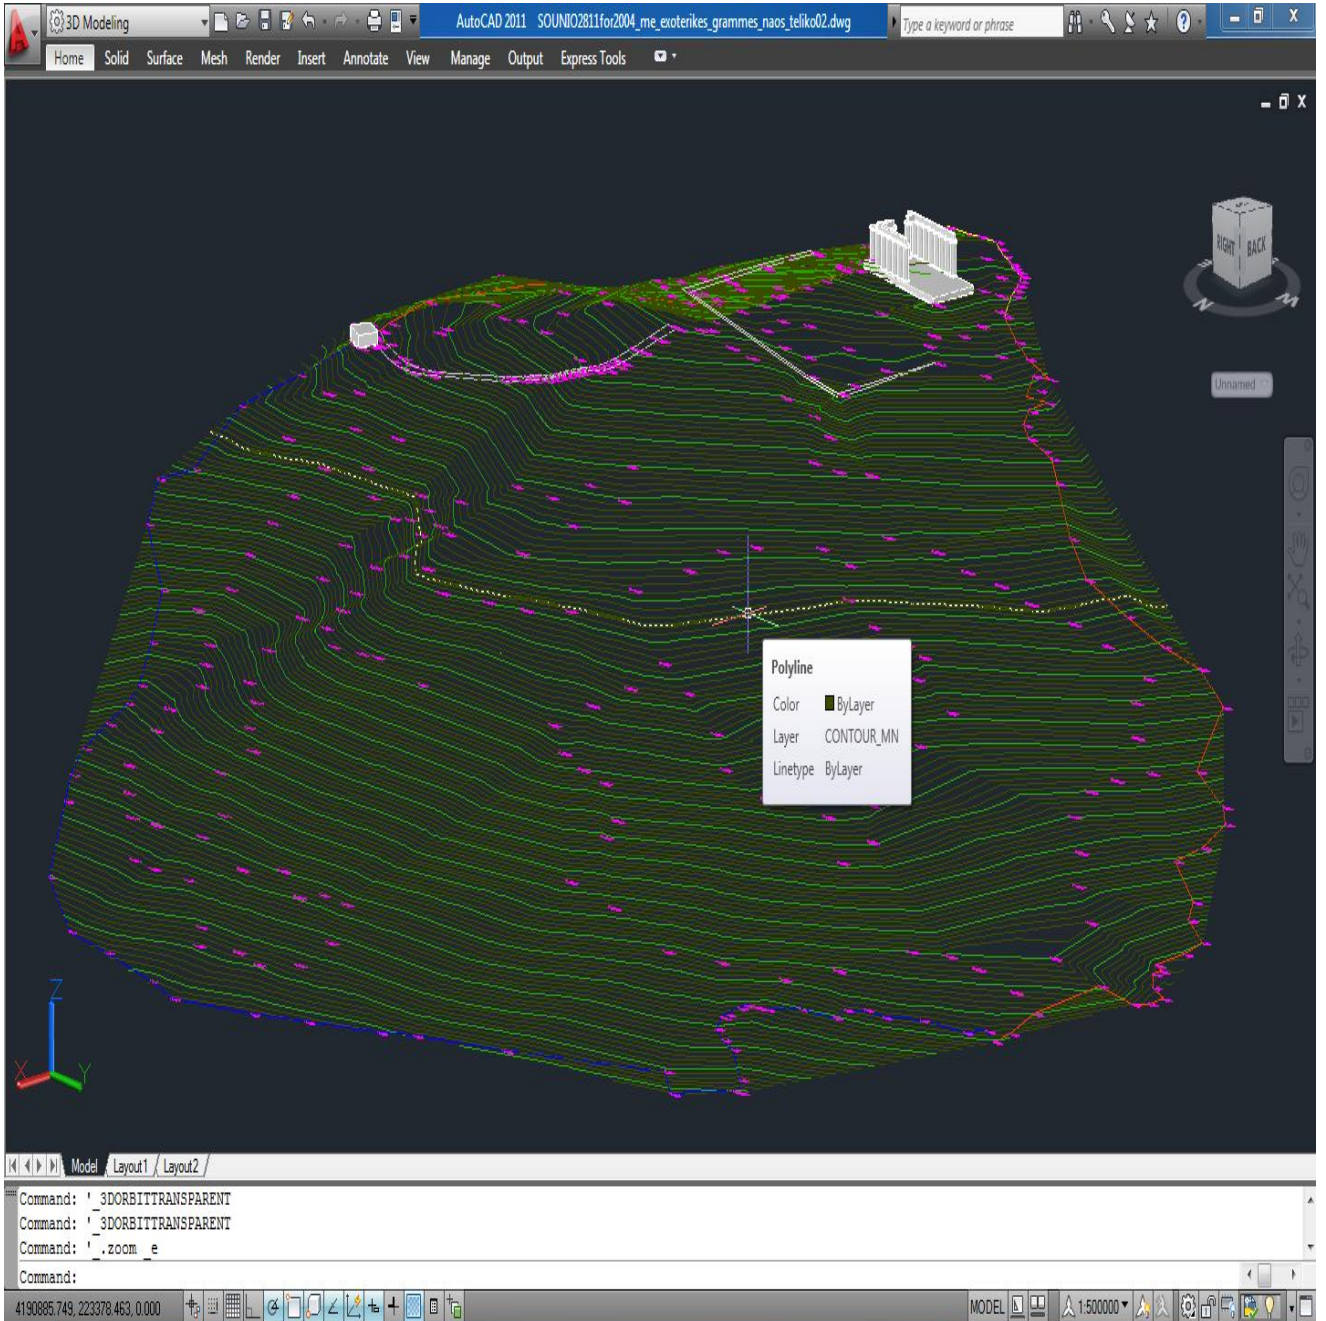 3D Modeling
AutoCAD 2011 SOUNIO2811for2004_me_exoterikes_grammes_naos_teliko02.dwg
Type a keyword or phrase
Home Solid Surface Mesh Render Insert Annotate View Manage Output Express Tools
RIGHT BACK
Unnamed
Polyline
Color ByLayer
Layer CONTOUR_MN
Linetype ByLayer
Z
X Y
Model Layout1 Layout2
Command: '_3DORBITTRANSPARENT
Command: '_3DORBITTRANSPARENT
Command: '_.zoom _e
Command:
4190885.749, 223378.463, 0.000
MODEL 1:500000